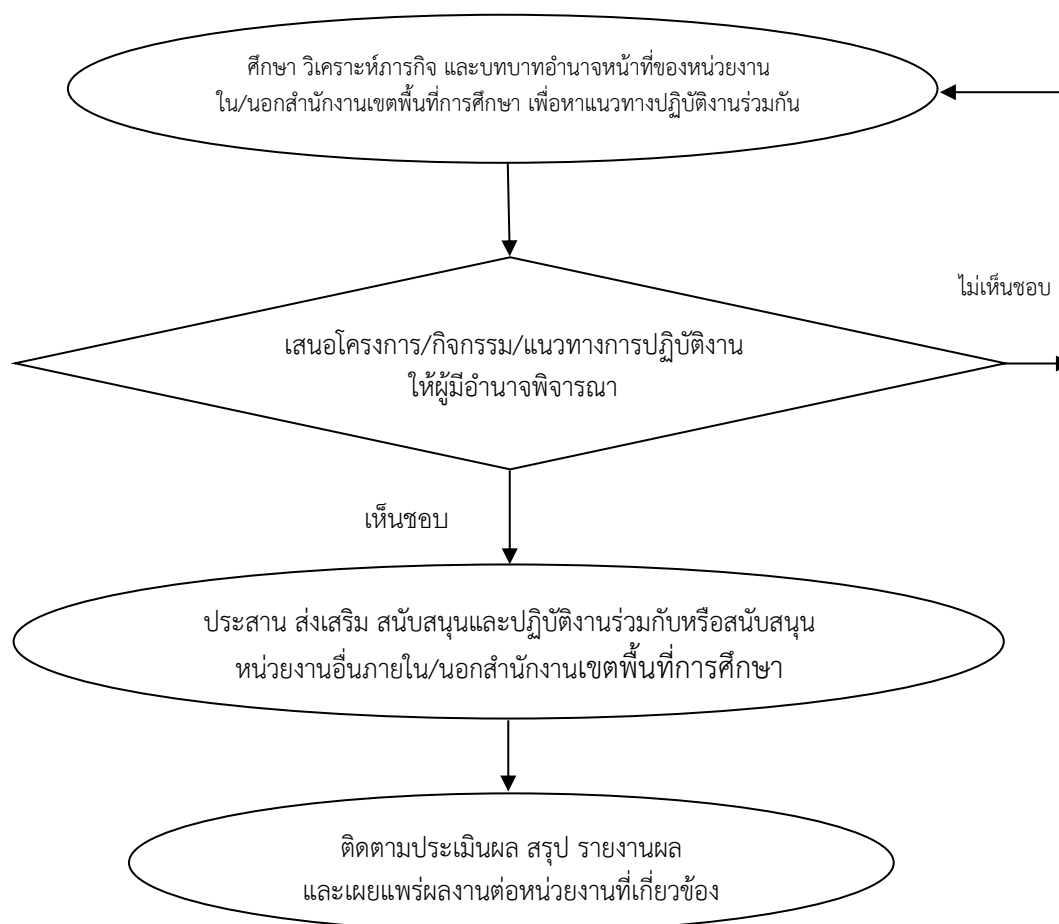 ศึกษา วิเคราะห์ภารกิจ และบทบาทอำนาจหน้าที่ของหน่วยงาน
ใน/นอกสำนักงานเขตพื้นที่การศึกษา เพื่อหาแนวทางปฏิบัติงานร่วมกัน
ไม่เห็นชอบ
เสนอโครงการ/กิจกรรม/แนวทางการปฏิบัติงาน
ให้ผู้มีอำนาจพิจารณา
เห็นชอบ
ประสาน ส่งเสริม สนับสนุนและปฏิบัติงานร่วมกับหรือสนับสนุน
หน่วยงานอื่นภายใน/นอกสำนักงานเขตพื้นที่การศึกษา
ติดตามประเมินผล สรุป รายงานผล
และเผยแพร่ผลงานต่อหน่วยงานที่เกี่ยวข้อง